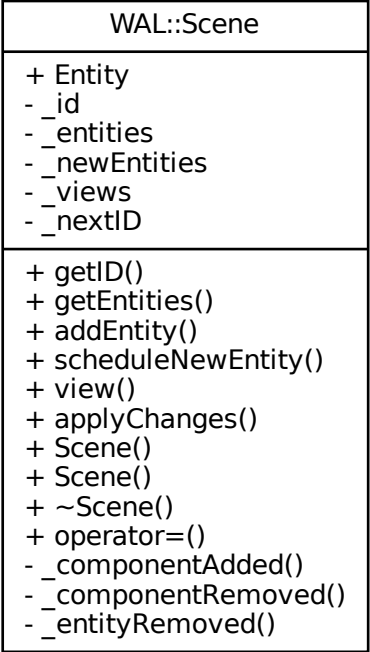 WAL::Scene
+ Entity
- _id
- _entities
- _newEntities
- _views
- _nextID
+ getID()
+ getEntities()
+ addEntity()
+ scheduleNewEntity()
+ view()
+ applyChanges()
+ Scene()
+ Scene()
+ ~Scene()
+ operator=()
- _componentAdded()
- _componentRemoved()
- _entityRemoved()